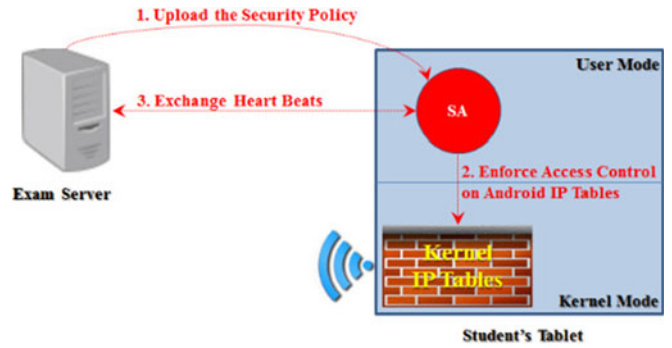 1. Upload the Security Policy
User Mode
3. Exchange Heart Beats
SA
Exam Server
2. Enforce Access Control
on Android IP Tables
Kernel
IP Tables
Kernel Mode
Student's Tablet